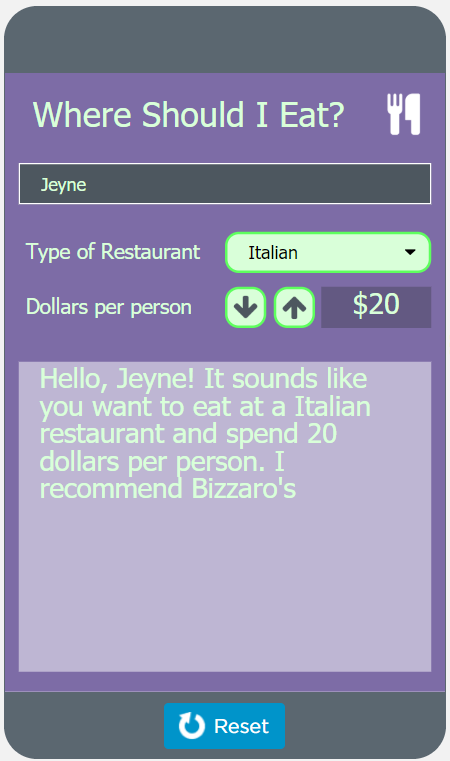 Where Should I Eat?
Jeyne
Type of Restaurant Italian
Dollars per person $20
Hello, Jeyne! It sounds like
you want to eat at a Italian
restaurant and spend 20
dollars per person. I
recommend Bizzaro's
Reset